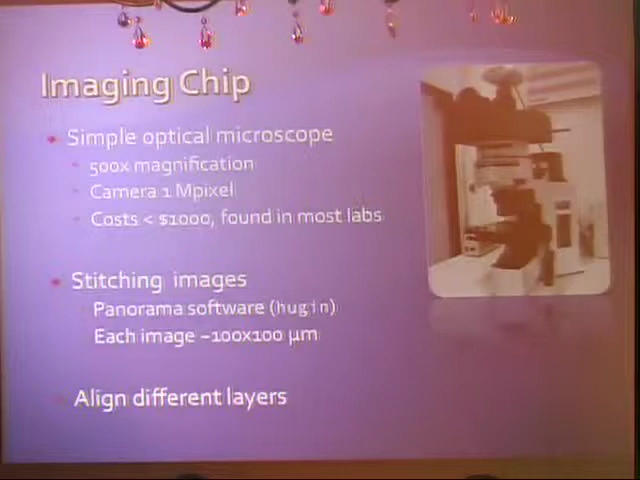 Imaging Chip
Simple optical microscope
500x magnification
Camera 1 Mpixel
Costs < $1000, found in most labs
Stitching images
Panorama software (hugin)
Each image ~100x100 µm
Align different layers